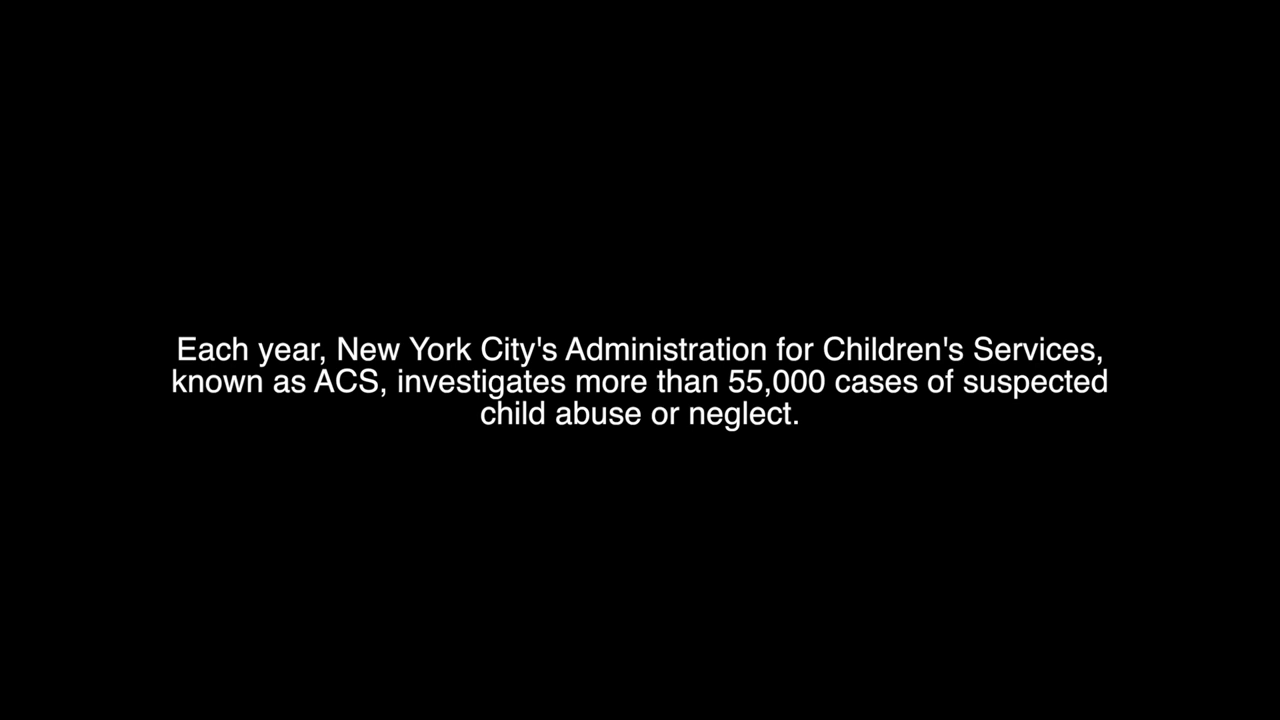 Each year, New York City's Administration for Children's Services,
known as ACS, investigates more than 55,000 cases of suspected
child abuse or neglect.